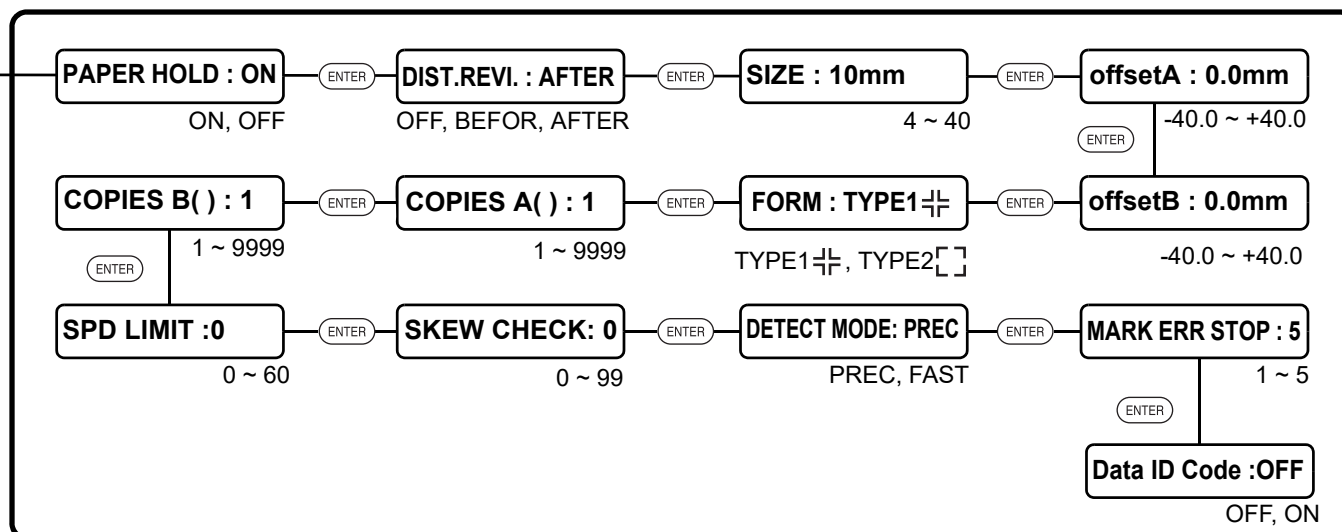 PAPER HOLD : ON ENTER DIST.REVI. : AFTER ENTER SIZE : 10mm ENTER offsetA : 0.0mm
ON, OFF OFF, BEFOR, AFTER 4 ~ 40 -40.0 ~ +40.0
ENTER
COPIES B( ) : 1 ENTER COPIES A( ) : 1 ENTER FORM : TYPE1 ENTER offsetB : 0.0mm
1 ~ 9999 1 ~ 9999 TYPE1 , TYPE2 -40.0 ~ +40.0
ENTER
SPD LIMIT :0 ENTER SKEW CHECK: 0 ENTER DETECT MODE: PREC ENTER MARK ERR STOP : 5
0 ~ 60 0 ~ 99 PREC, FAST 1 ~ 5
ENTER
Data ID Code :OFF
OFF, ON